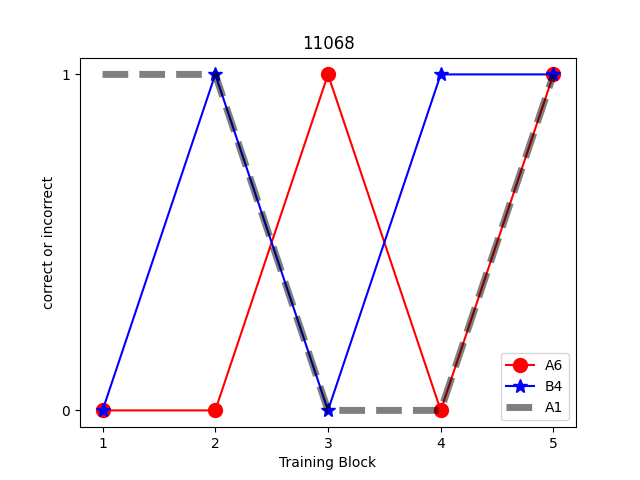 11068
correct or incorrect
1
0
A6
B4
A1
1 2 3 4 5
Training Block